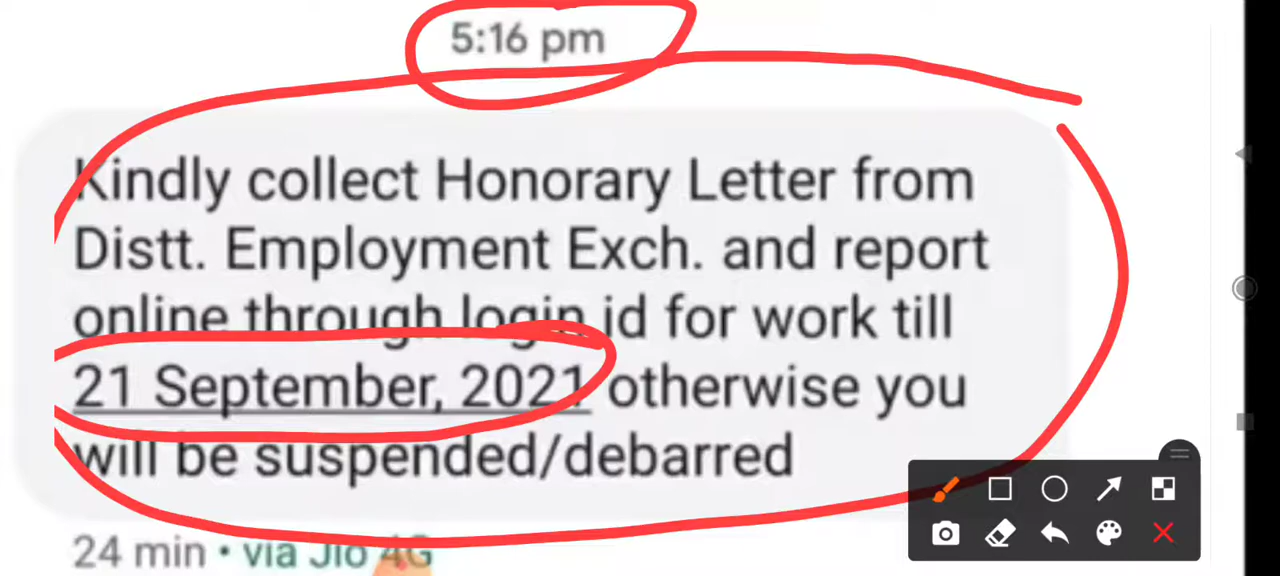 5:16 pm
Kindly collect Honorary Letter from
Distt. Employment Exch. and report
online through login id for work till
21 September, 2021 otherwise you
will be suspended/debarred
24 min • via Jio 4G